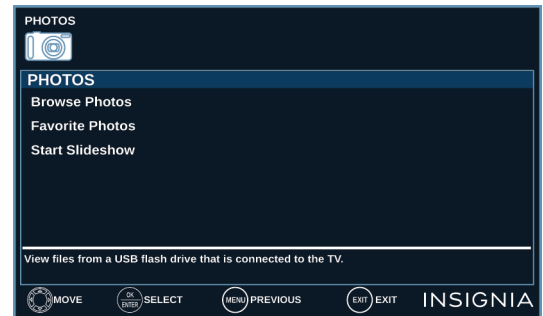 PHOTOS
PHOTOS
Browse Photos
Favorite Photos
Start Slideshow
View files from a USB flash drive that is connected to the TV.
MOVE OK ENTER SELECT MENU PREVIOUS EXIT EXIT INSIGNIA